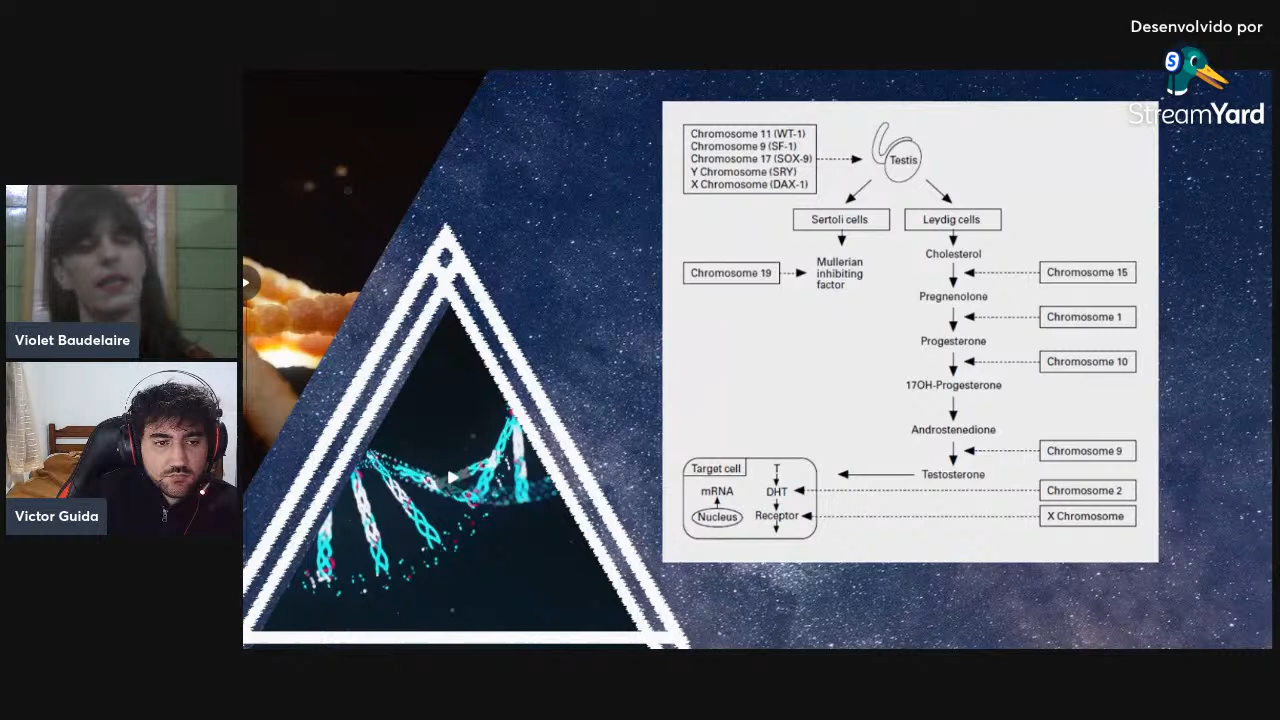 Desenvolvido por
StreamYard
Violet Baudelaire
Victor Guida
Chromosome 11 (WT-1)
Chromosome 9 (SF-1)
Chromosome 17 (SOX-9)
Y Chromosome (SRY)
X Chromosome (DAX-1)
Testis
Sertoli cells
Leydig cells
Chromosome 19
Mullerian
inhibiting
factor
Cholesterol
Chromosome 15
Pregnenolone
Chromosome 1
Progesterone
Chromosome 10
17OH-Progesterone
Androstenedione
Chromosome 9
Testosterone
Target cell
T
mRNA
DHT
Chromosome 2
Nucleus
Receptor
X Chromosome